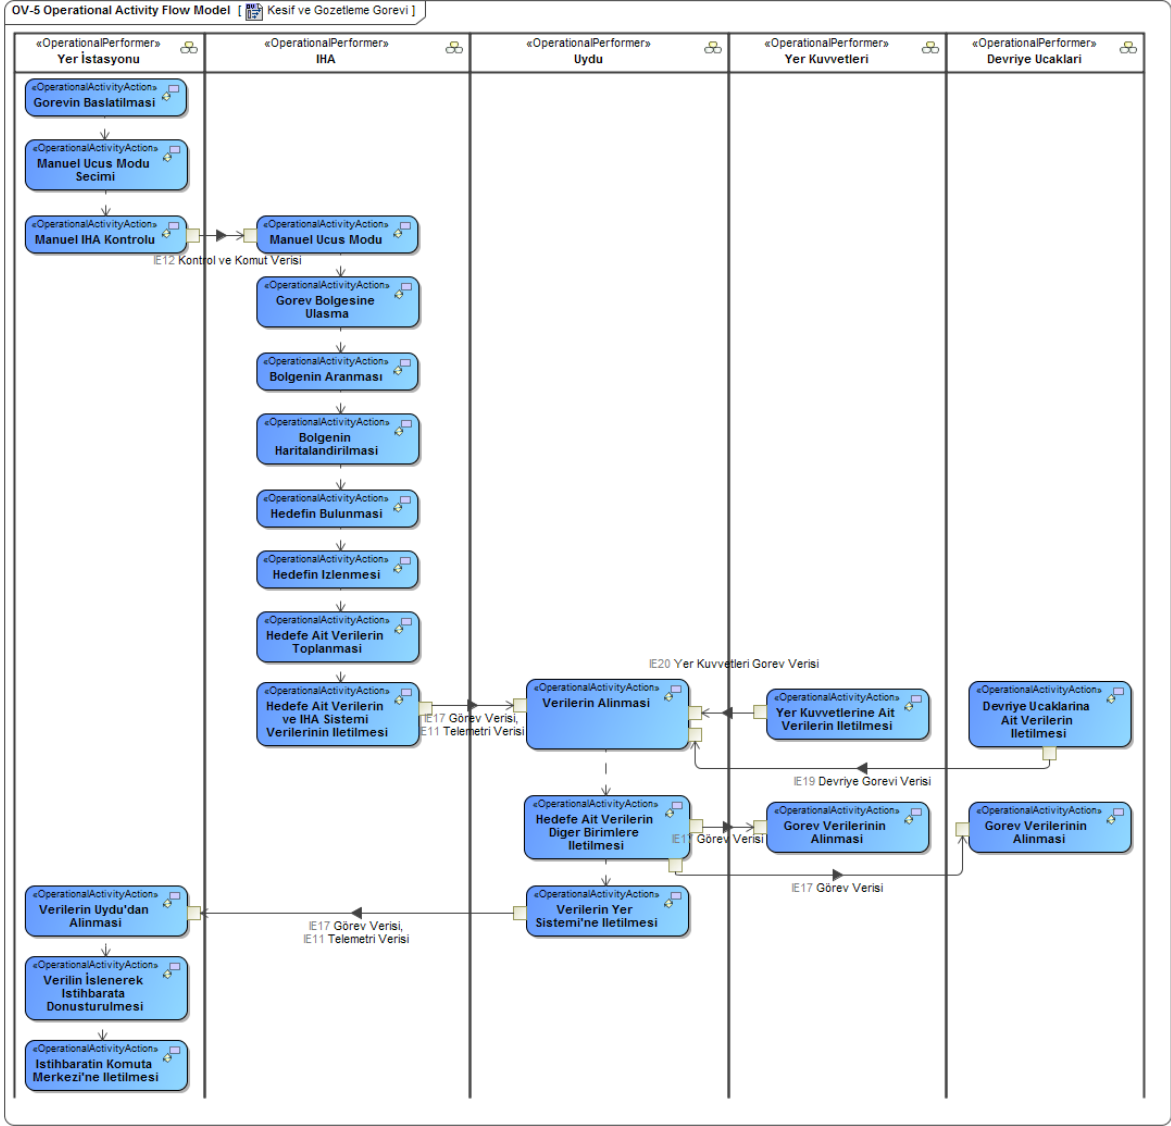 OV-5 Operational Activity Flow Model [ Kesif ve Gozetleme Gorevi ]
«OperationalPerformer»
Yer İstasyonu
«OperationalPerformer»
IHA
«OperationalPerformer»
Uydu
«OperationalPerformer»
Yer Kuvvetleri
«OperationalPerformer»
Devriye Ucaklari
«OperationalActivityAction»
Gorevin Baslatilmasi
«OperationalActivityAction»
Manuel Ucus Modu
Secimi
«OperationalActivityAction»
Manuel IHA Kontrolu
IE12 Kontrol ve Komut Verisi
«OperationalActivityAction»
Manuel Ucus Modu
«OperationalActivityAction»
Gorev Bolgesine
Ulasma
«OperationalActivityAction»
Bolgenin Aranması
«OperationalActivityAction»
Bolgenin
Haritalandirilmasi
«OperationalActivityAction»
Hedefin Bulunmasi
«OperationalActivityAction»
Hedefin Izlenmesi
«OperationalActivityAction»
Hedefe Ait Verilerin
Toplanmasi
«OperationalActivityAction»
Hedefe Ait Verilerin
ve IHA Sistemi
Verilerinin Iletilmesi
IE17 Görev Verisi,
IE11 Telemetri Verisi
«OperationalActivityAction»
Verilerin Alinmasi
IE20 Yer Kuvvetleri Gorev Verisi
«OperationalActivityAction»
Yer Kuvvetlerine Ait
Verilerin Iletilmesi
«OperationalActivityAction»
Devriye Ucaklarina
Ait Verilerin
Iletilmesi
IE19 Devriye Gorevi Verisi
«OperationalActivityAction»
Hedefe Ait Verilerin
Diger Birimlere
Iletilmesi
IE17 Görev Verisi
«OperationalActivityAction»
Gorev Verilerinin
Alinmasi
«OperationalActivityAction»
Gorev Verilerinin
Alinmasi
IE17 Görev Verisi
«OperationalActivityAction»
Verilerin Yer
Sistemi'ne Iletilmesi
IE17 Görev Verisi,
IE11 Telemetri Verisi
«OperationalActivityAction»
Verilerin Uydu'dan
Alinmasi
«OperationalActivityAction»
Verilin İslenerek
Istihbarata
Donusturulmesi
«OperationalActivityAction»
Istihbaratin Komuta
Merkezi'ne Iletilmesi